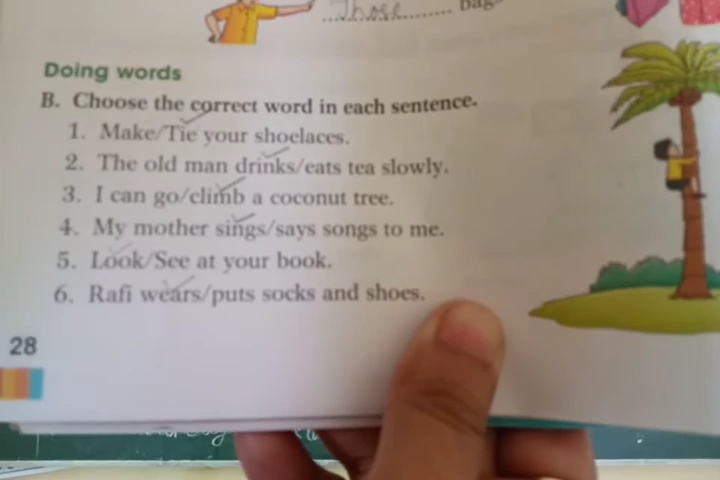 Those bag
Doing words
B. Choose the correct word in each sentence.
1. Make/Tie your shoelaces.
2. The old man drinks/eats tea slowly.
3. I can go/climb a coconut tree.
4. My mother sings/says songs to me.
5. Look/See at your book.
6. Rafi wears/puts socks and shoes.
28